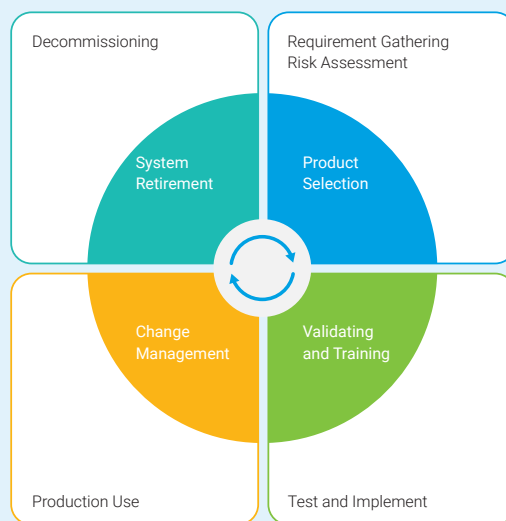 Decommissioning
Requirement Gathering
Risk Assessment
System
Retirement
Product
Selection
Change
Management
Validating
and Training
Production Use
Test and Implement